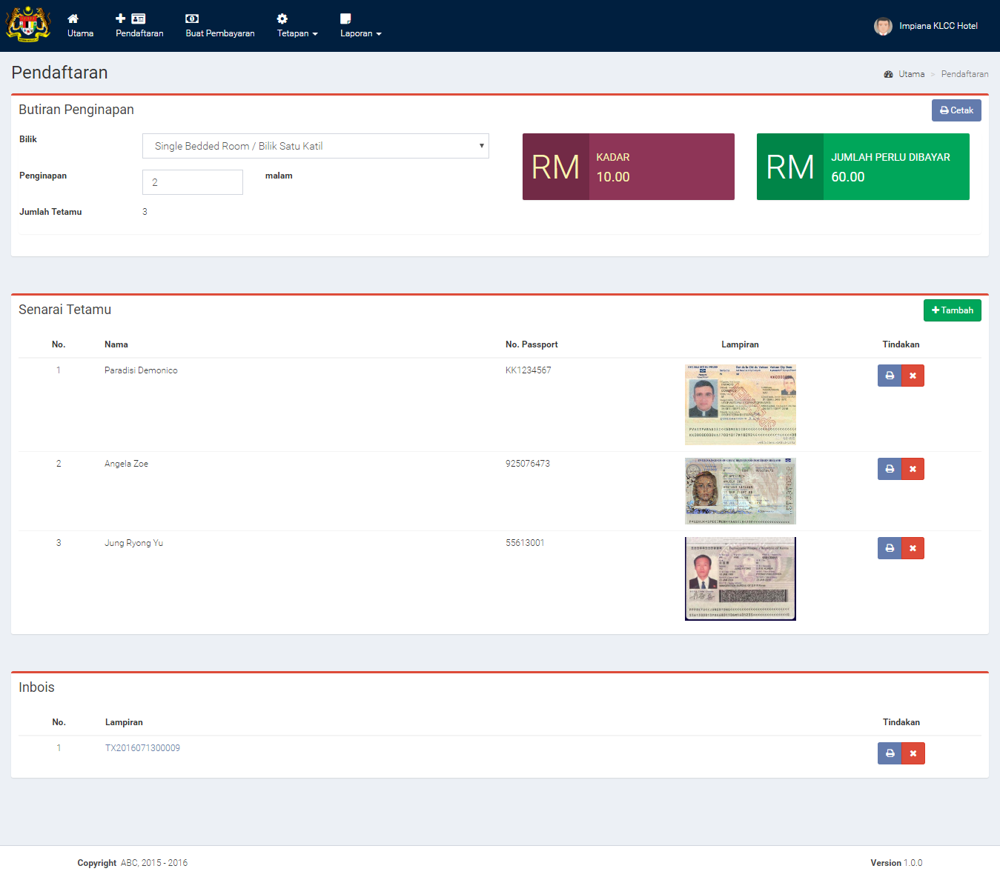 Utama
Pendaftaran
Buat Pembayaran
Tetapan
Laporan
Impiana KLCC Hotel
Pendaftaran
Utama > Pendaftaran
Butiran Penginapan
Cetak
Bilik
Single Bedded Room / Bilik Satu Katil
Penginapan
2
malam
Jumlah Tetamu
3
RM
KADAR
10.00
RM
JUMLAH PERLU DIBAYAR
60.00
Senarai Tetamu
Tambah
No. Nama No. Passport Lampiran Tindakan
1 Paradisi Demonico KK1234567
2 Angela Zoe 925076473
3 Jung Ryong Yu 55613001
Inbois
No. Lampiran Tindakan
1 TX2016071300009
Copyright ABC, 2015 - 2016
Version 1.0.0